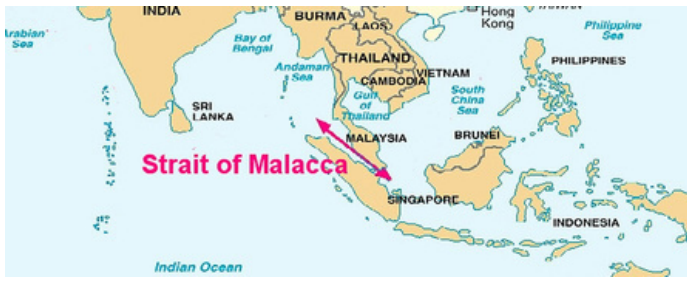 INDIA
BURMA
LAOS
Hong
Kong
TAIWAN
Philippine
Sea
Arabian
Sea
Bay of
Bengal
THAILAND
Andaman
Sea
CAMBODIA
VIETNAM
PHILIPPINES
Gulf
of
Thailand
South
China
Sea
SRI
LANKA
MALAYSIA
BRUNEI
Strait of Malacca
SINGAPORE
INDONESIA
Indian Ocean